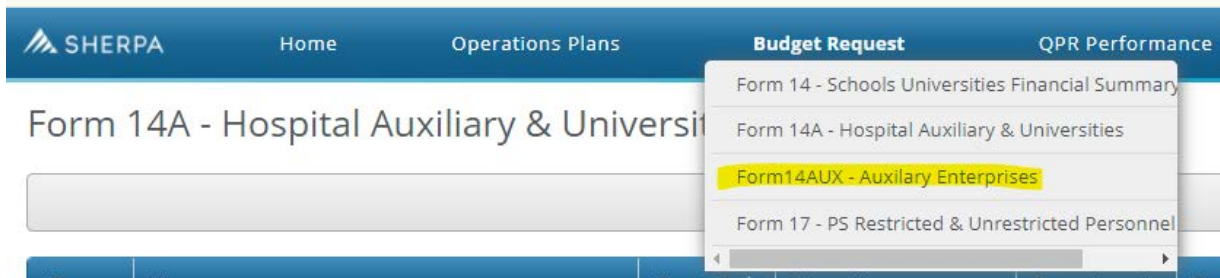 SHERPA Home Operations Plans Budget Request QPR Performance
Form 14 - Schools Universities Financial Summary
Form 14A - Hospital Auxiliary & Universit
Form 14A - Hospital Auxiliary & Universities
Form14AUX - Auxilary Enterprises
Form 17 - PS Restricted & Unrestricted Personnel